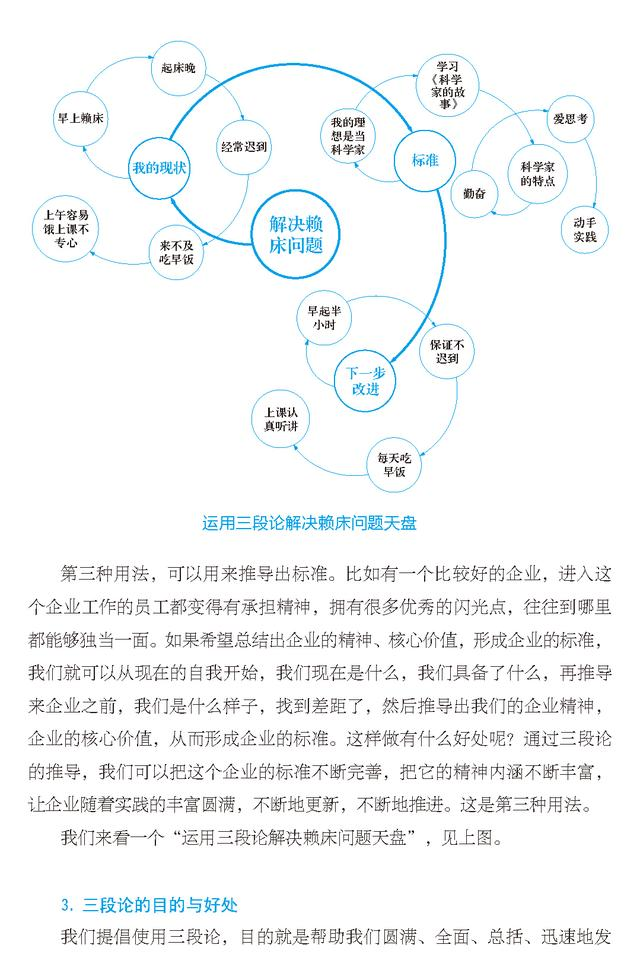 起床晚
早上赖床
经常迟到
我的现状
上午容易
饿上课不
专心
来不及
吃早饭
解决赖
床问题
学习
《科学
家的故
事》
我的理
想是当
科学家
标准
爱思考
科学家
的特点
勤奋
动手
实践
早起半
小时
保证不
迟到
下一步
改进
上课认
真听讲
每天吃
早饭
运用三段论解决赖床问题天盘
第三种用法，可以用来推导出标准。比如有一个比较好的企业，进入这
个企业工作的员工都变得有承担精神，拥有很多优秀的闪光点，往往到哪里
都能够独当一面。如果希望总结出企业的精神、核心价值，形成企业的标准，
我们就可以从现在的自我开始，我们现在是什么，我们具备了什么，再推导
来企业之前，我们是什么样子，找到差距了，然后推导出我们的企业精神，
企业的核心价值，从而形成企业的标准。这样做有什么好处呢？通过三段论
的推导，我们可以把这个企业的标准不断完善，把它的精神内涵不断丰富，
让企业随着实践的丰富圆满，不断地更新，不断地推进。这是第三种用法。
我们来看一个“运用三段论解决赖床问题天盘”，见上图。
3. 三段论的目的与好处
我们提倡使用三段论，目的就是帮助我们圆满、全面、总括、迅速地发